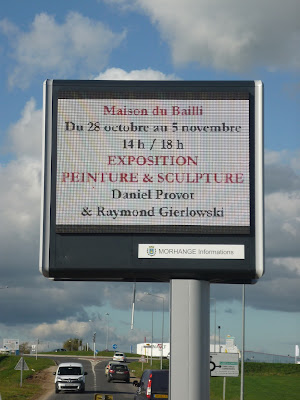 Maison du Bailli
Du 28 octobre au 5 novembre
14 h / 18 h
EXPOSITION
PEINTURE & SCULPTURE
Daniel Provot
& Raymond Gierlowski
MORHANGE Informations